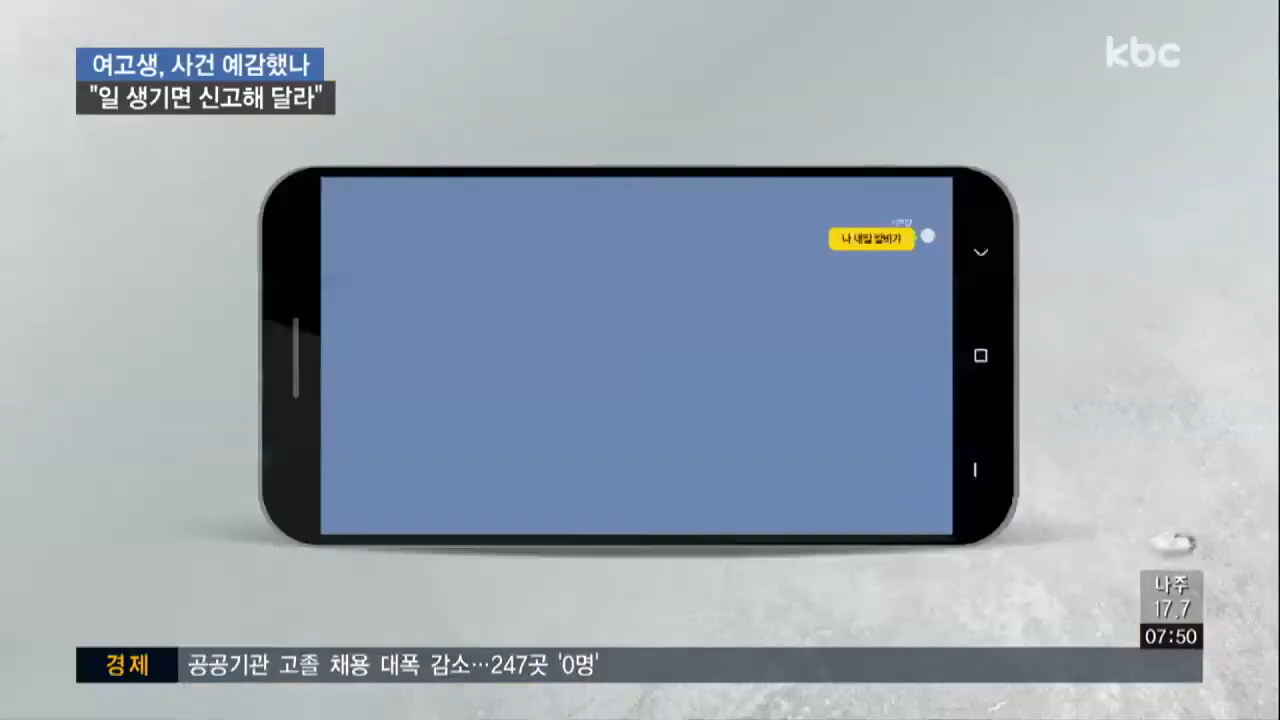 여고생, 사건 예감했나
"일 생기면 신고해 달라"
kbc
나 내일 알바가
나주
17.7
07:50
경제
공공기관 고졸 채용 대폭 감소…247곳 '0명'